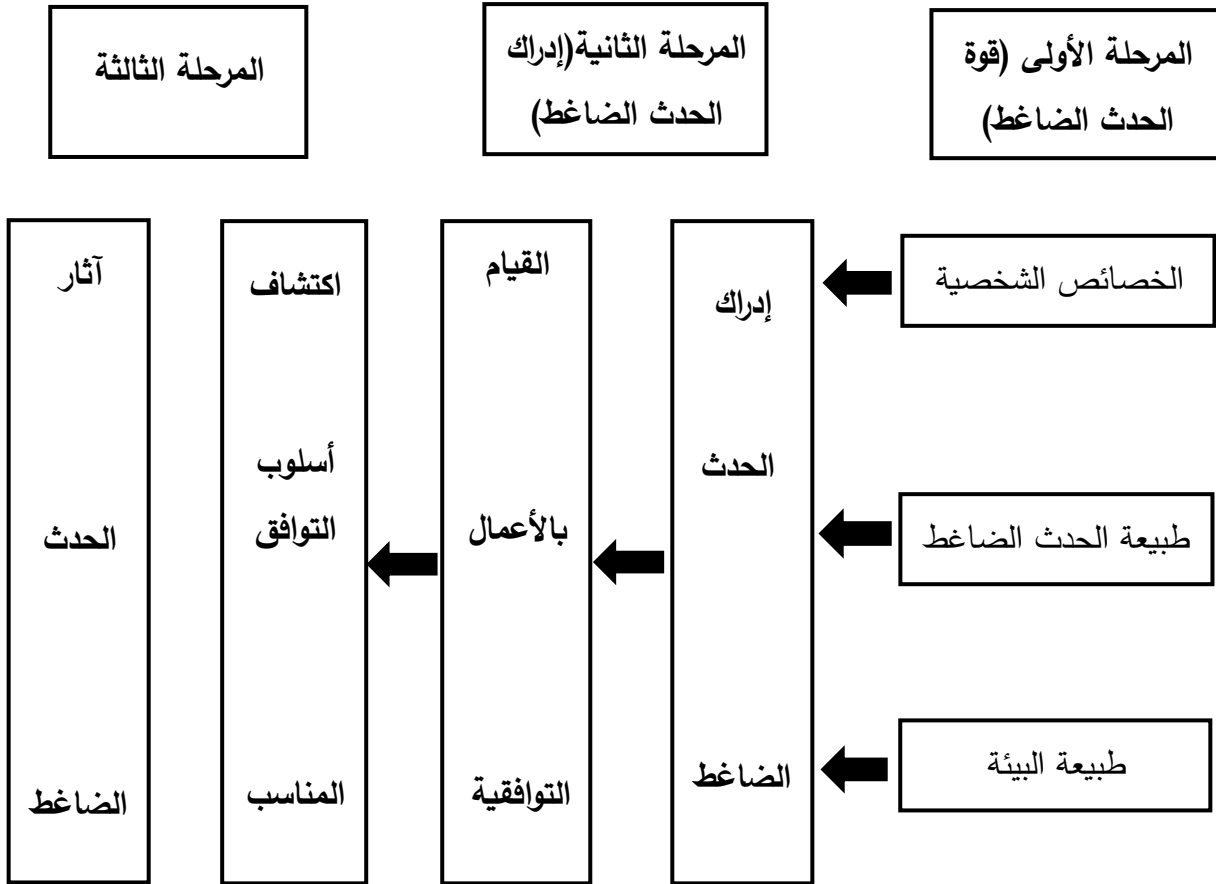 المرحلة الأولى (قوة
الحدث الضاغط)
المرحلة الثانية(إدراك
الحدث الضاغط)
المرحلة الثالثة
الخصائص الشخصية
طبيعة الحدث الضاغط
طبيعة البيئة
إدراك
الحدث
الضاغط
القيام
بالأعمال
التوافقية
اكتشاف
أسلوب
التوافق
المناسب
آثار
الحدث
الضاغط